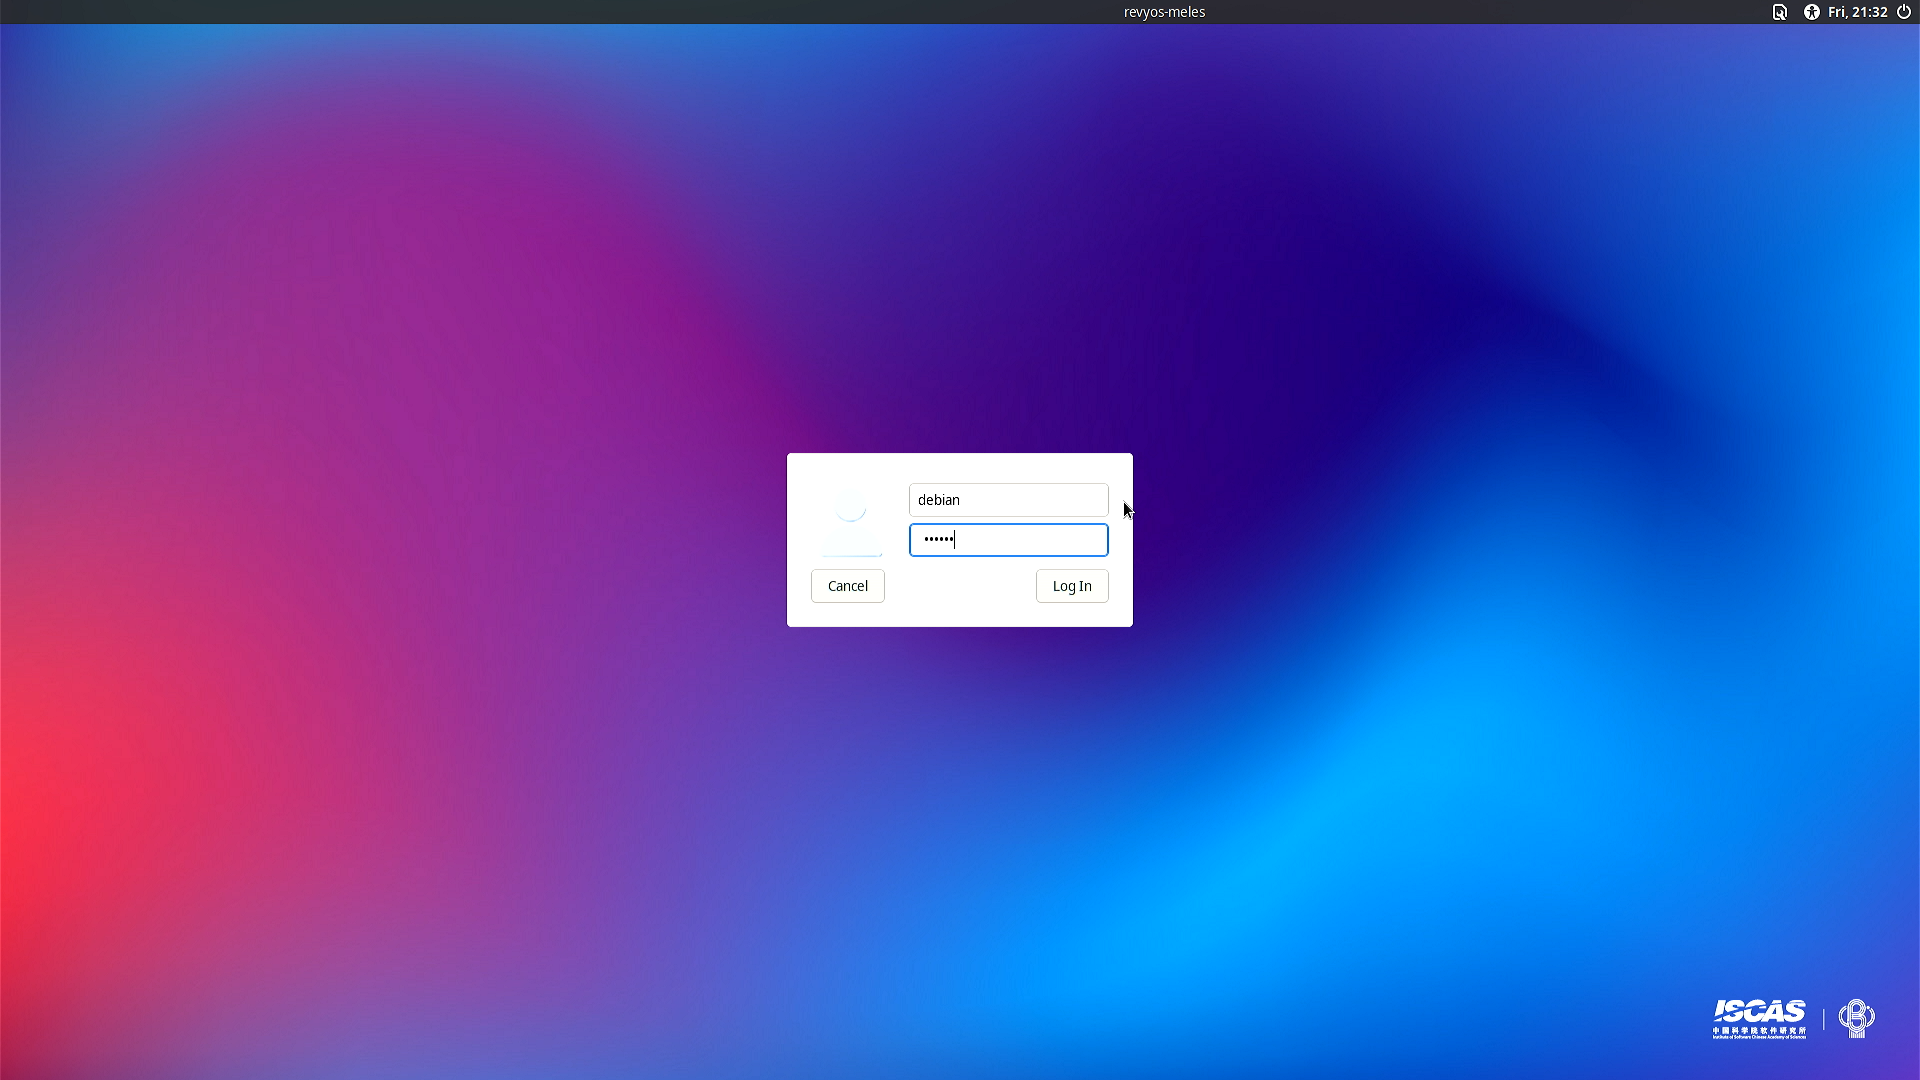 revyos-meles
Fri, 21:32
debian
••••••
Cancel
Log In
ISCAS
中国科学院软件研究所
Institute of Software Chinese Academy of Sciences